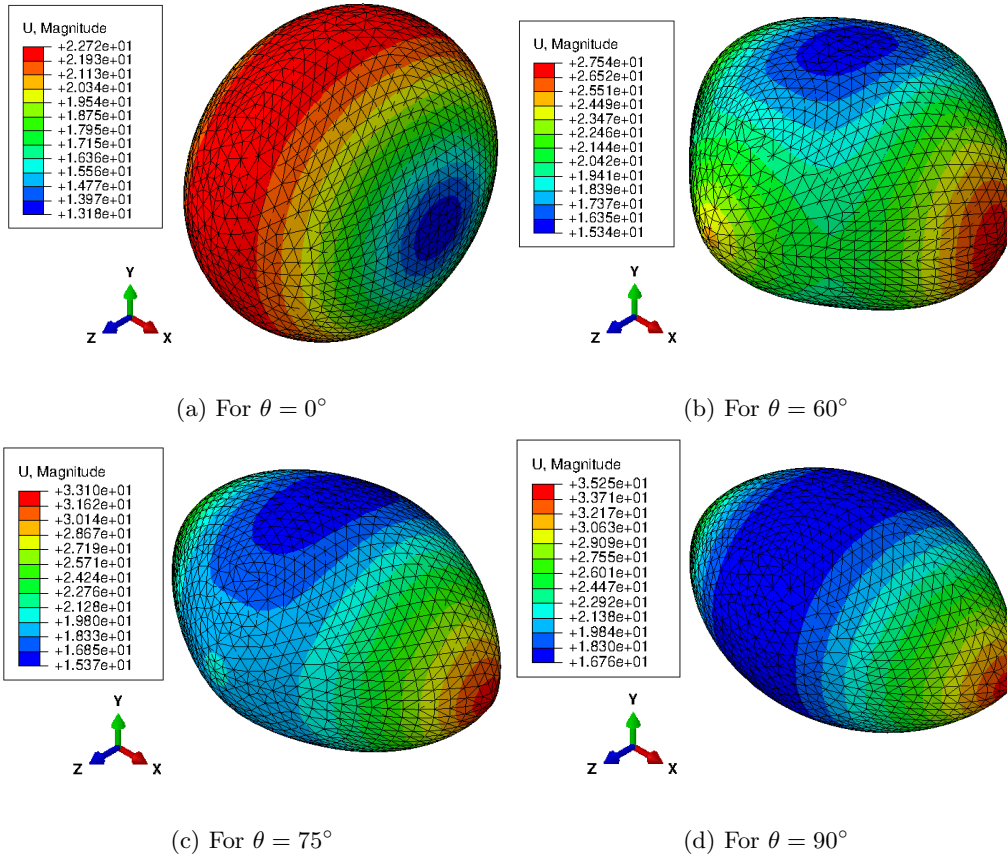 U, Magnitude
+2.272e+01
+2.193e+01
+2.113e+01
+2.034e+01
+1.954e+01
+1.875e+01
+1.795e+01
+1.715e+01
+1.636e+01
+1.556e+01
+1.477e+01
+1.397e+01
+1.318e+01
Y
Z
X
(a) For θ = 0°
U, Magnitude
+2.754e+01
+2.652e+01
+2.551e+01
+2.449e+01
+2.347e+01
+2.246e+01
+2.144e+01
+2.042e+01
+1.941e+01
+1.839e+01
+1.737e+01
+1.635e+01
+1.534e+01
Y
Z
X
(b) For θ = 60°
U, Magnitude
+3.310e+01
+3.162e+01
+3.014e+01
+2.867e+01
+2.719e+01
+2.571e+01
+2.424e+01
+2.276e+01
+2.128e+01
+1.980e+01
+1.833e+01
+1.685e+01
+1.537e+01
Y
Z
X
(c) For θ = 75°
U, Magnitude
+3.525e+01
+3.371e+01
+3.217e+01
+3.063e+01
+2.909e+01
+2.755e+01
+2.601e+01
+2.447e+01
+2.292e+01
+2.138e+01
+1.984e+01
+1.830e+01
+1.676e+01
Y
Z
X
(d) For θ = 90°